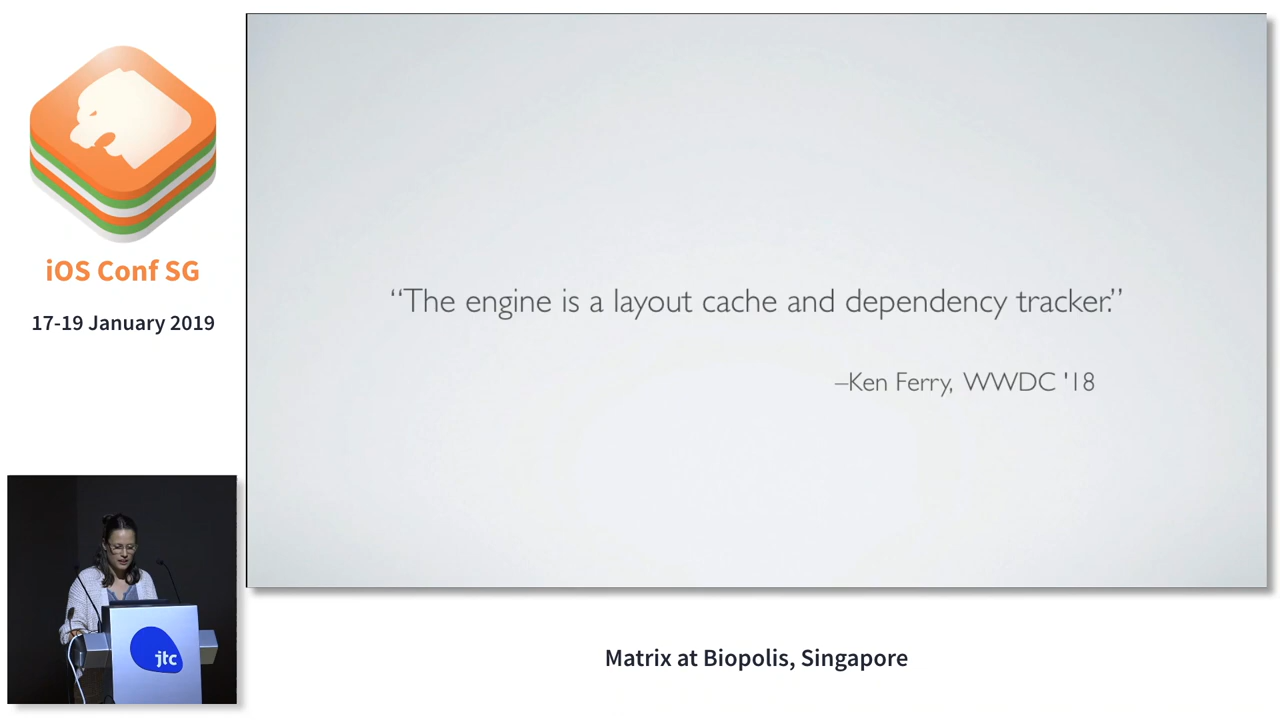 iOS Conf SG
17-19 January 2019
“The engine is a layout cache and dependency tracker.”
–Ken Ferry, WWDC '18
jtc
Matrix at Biopolis, Singapore